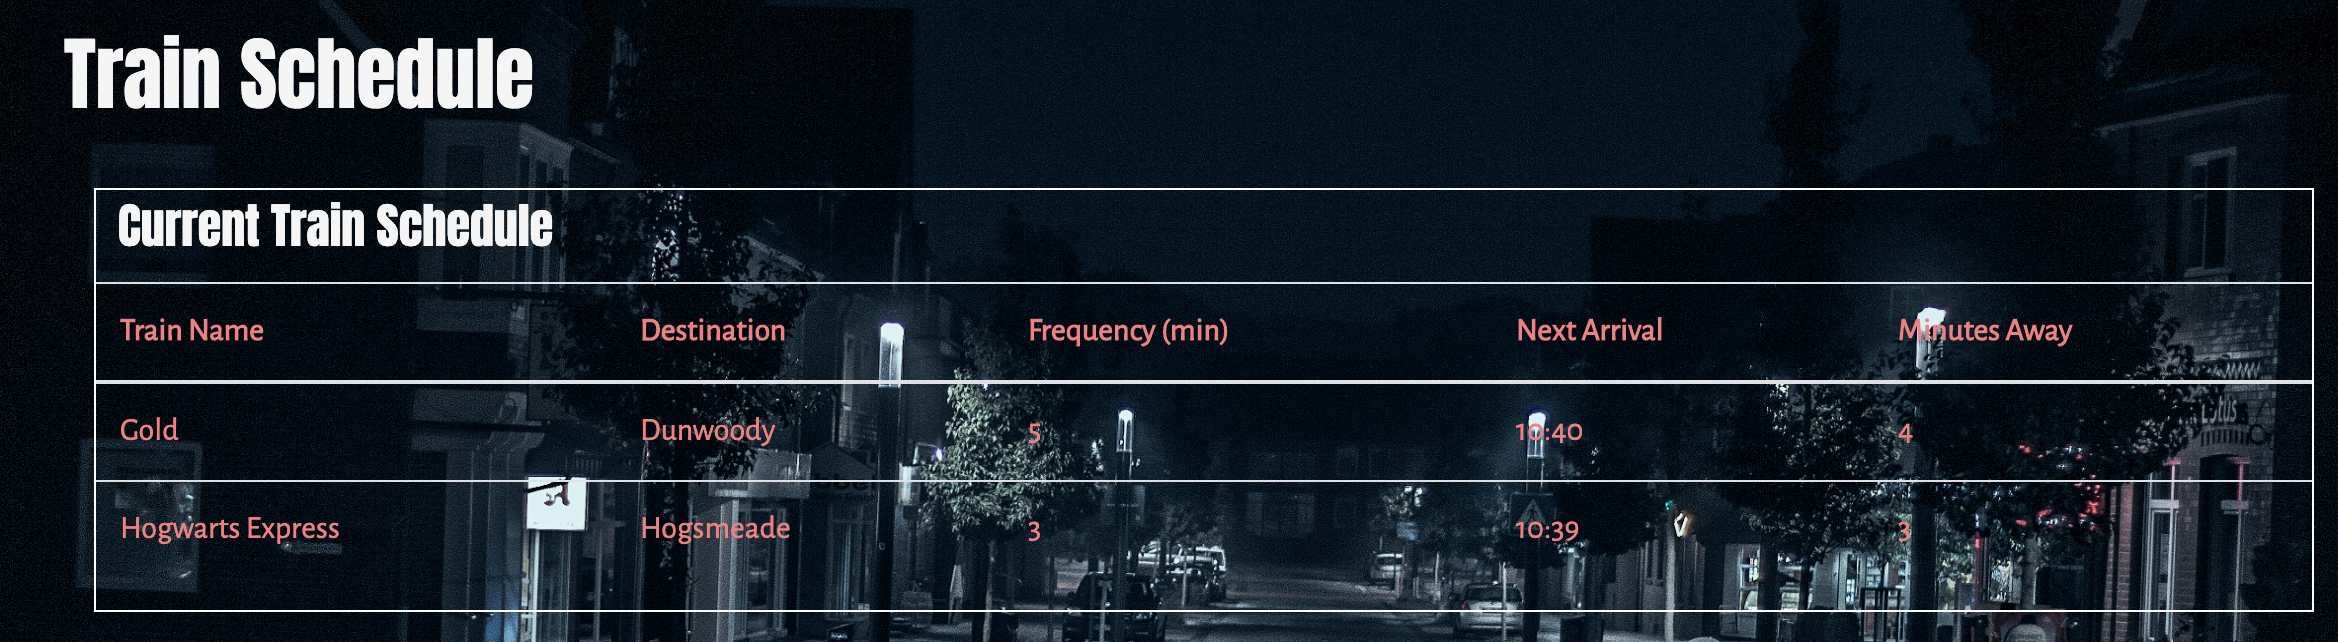 Train Schedule
Current Train Schedule
Train Name Destination Frequency (min) Next Arrival Minutes Away
Gold Dunwoody 5 10:40 4
Hogwarts Express Hogsmeade 3 10:39 3